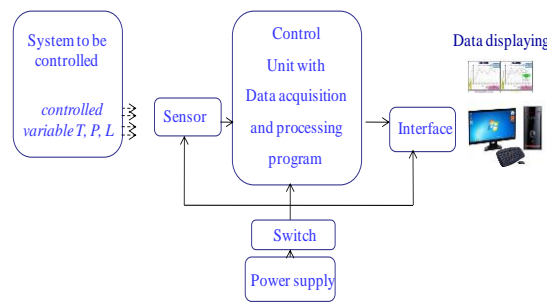 System to be
controlled
controlled
variable T, P, L
Sensor
Control
Unit with
Data acquisition
and processing
program
Interface
Data displaying
Switch
Power supply